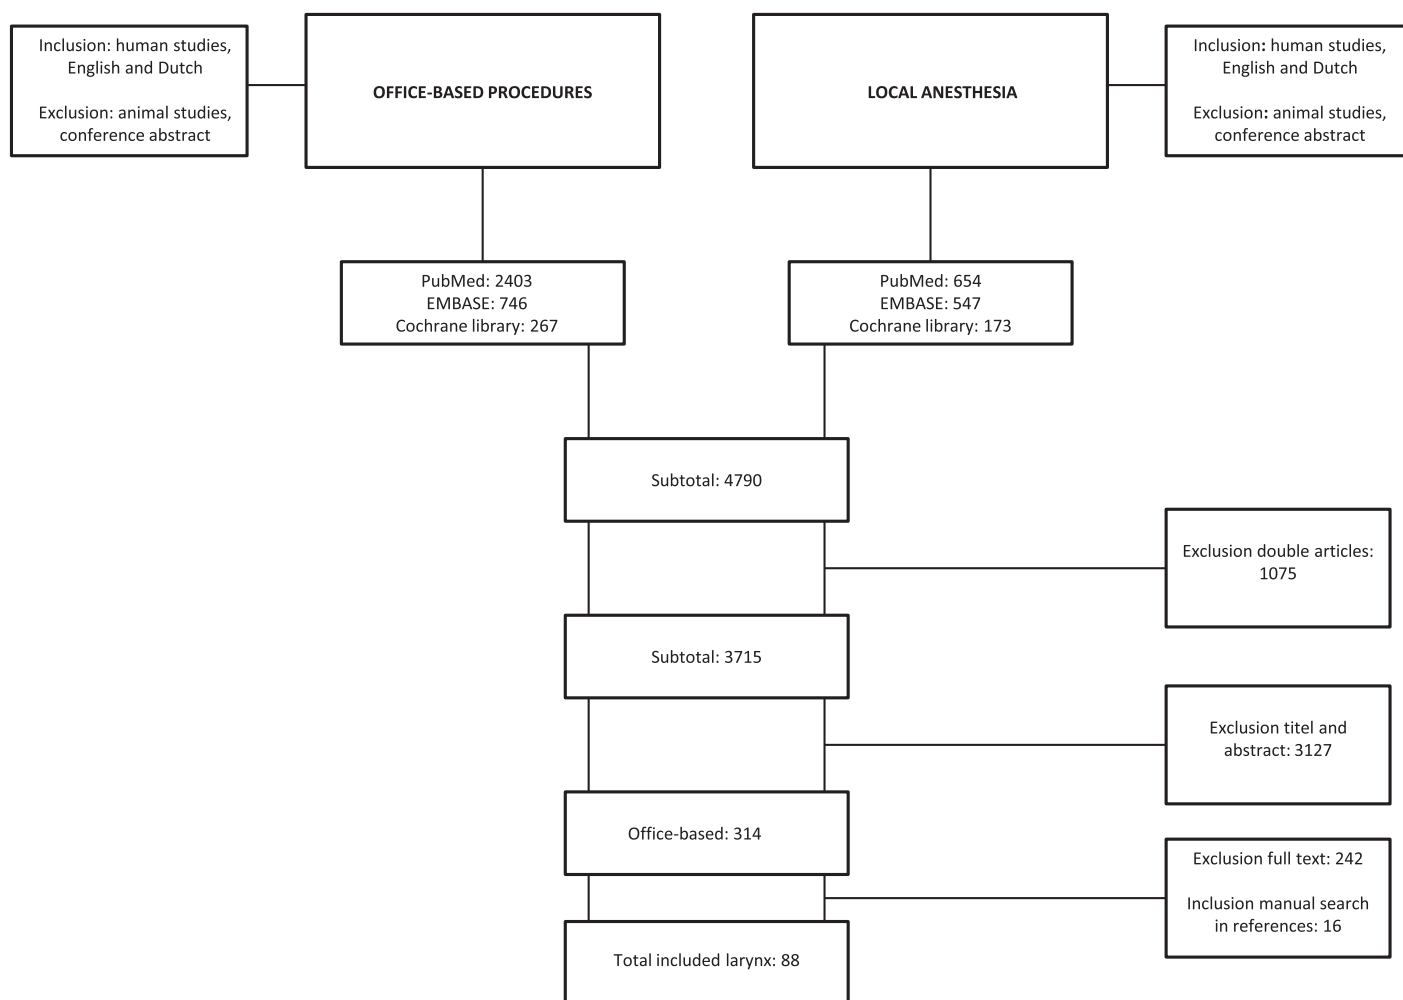 Inclusion: human studies,
English and Dutch
Exclusion: animal studies,
conference abstract
OFFICE-BASED PROCEDURES
LOCAL ANESTHESIA
Inclusion: human studies,
English and Dutch
Exclusion: animal studies,
conference abstract
PubMed: 2403
EMBASE: 746
Cochrane library: 267
PubMed: 654
EMBASE: 547
Cochrane library: 173
Subtotal: 4790
Exclusion double articles:
1075
Subtotal: 3715
Exclusion titel and
abstract: 3127
Office-based: 314
Exclusion full text: 242
Inclusion manual search
in references: 16
Total included larynx: 88